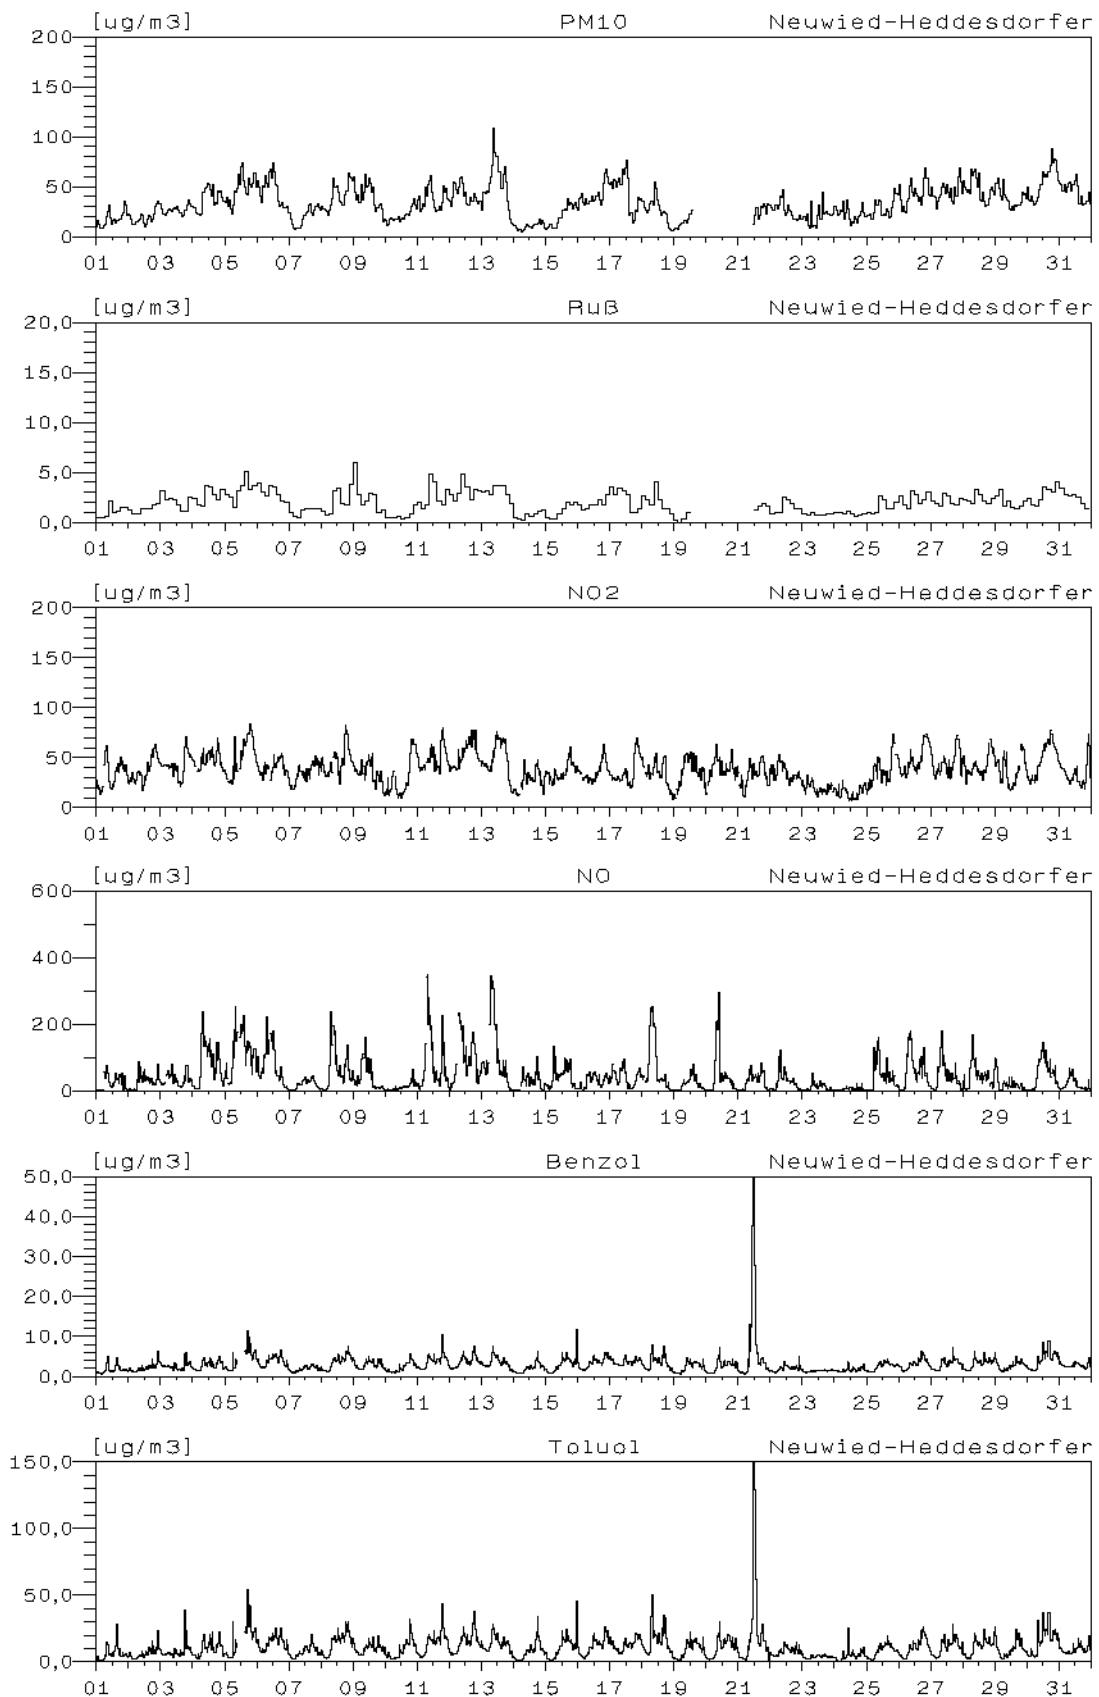 [ug/m3] PM10 Neuwied-Heddesdorfer
200
150
100
50
0
01 03 05 07 09 11 13 15 17 19 21 23 25 27 29 31
[ug/m3] Ruß Neuwied-Heddesdorfer
20,0
15,0
10,0
5,0
0,0
01 03 05 07 09 11 13 15 17 19 21 23 25 27 29 31
[ug/m3] NO2 Neuwied-Heddesdorfer
200
150
100
50
0
01 03 05 07 09 11 13 15 17 19 21 23 25 27 29 31
[ug/m3] NO Neuwied-Heddesdorfer
600
400
200
0
01 03 05 07 09 11 13 15 17 19 21 23 25 27 29 31
[ug/m3] Benzol Neuwied-Heddesdorfer
50,0
40,0
30,0
20,0
10,0
0,0
01 03 05 07 09 11 13 15 17 19 21 23 25 27 29 31
[ug/m3] Toluol Neuwied-Heddesdorfer
150,0
100,0
50,0
0,0
01 03 05 07 09 11 13 15 17 19 21 23 25 27 29 31